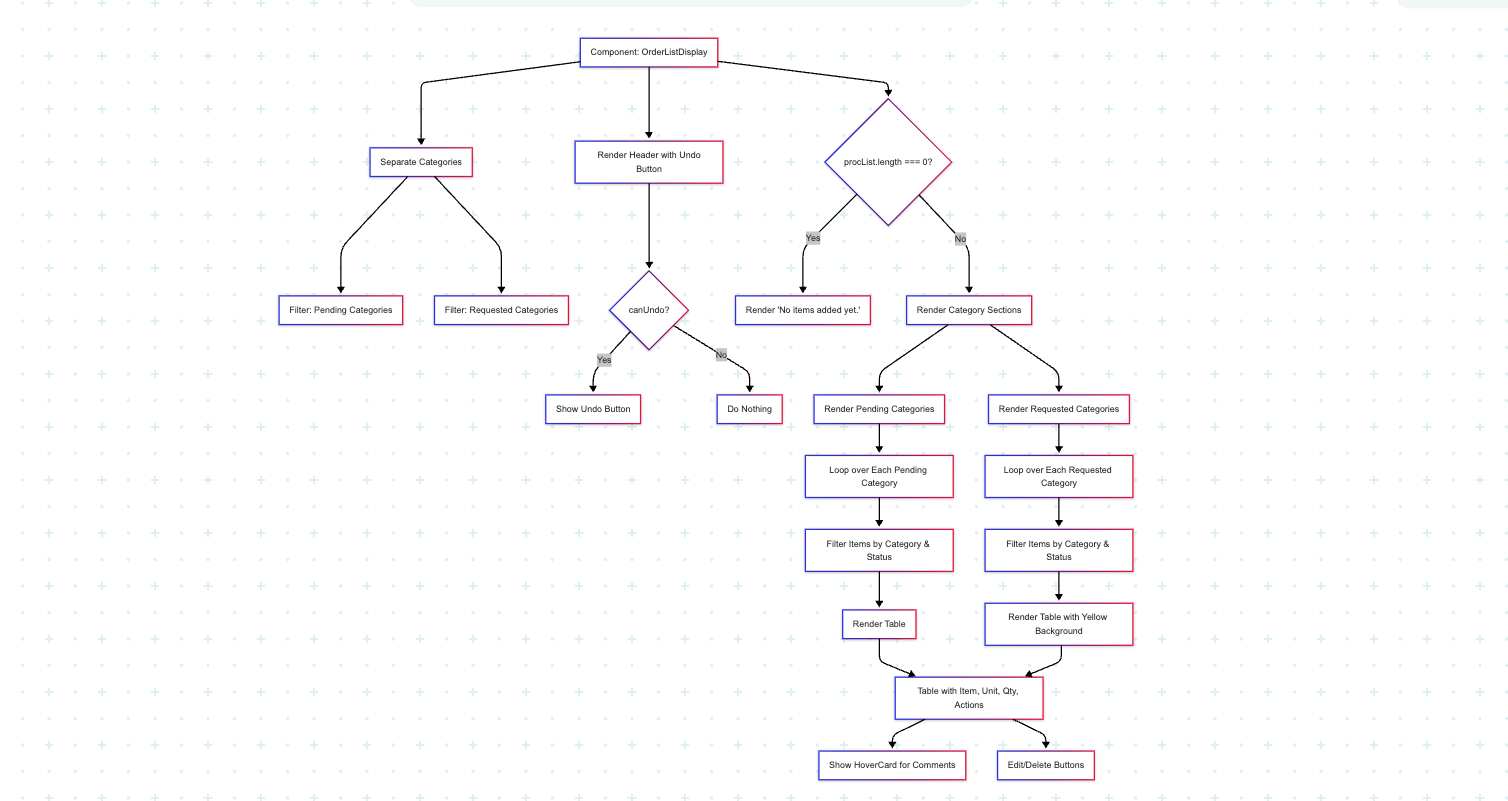 Component: OrderListDisplay
Separate Categories
Render Header with Undo
Button
procList.length === 0?
Yes
No
Filter: Pending Categories
Filter: Requested Categories
canUndo?
Render 'No items added yet.'
Render Category Sections
Yes
No
Show Undo Button
Do Nothing
Render Pending Categories
Render Requested Categories
Loop over Each Pending
Category
Loop over Each Requested
Category
Filter Items by Category &
Status
Filter Items by Category &
Status
Render Table
Render Table with Yellow
Background
Table with Item, Unit, Qty,
Actions
Show HoverCard for Comments
Edit/Delete Buttons